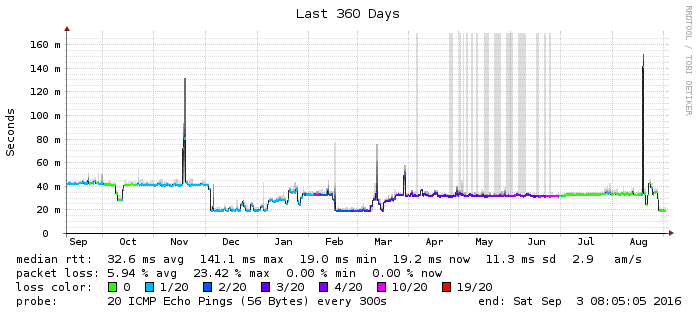 Last 360 Days
RRDTOOL / TOBI OETIKER
Seconds
160 m
140 m
120 m
100 m
80 m
60 m
40 m
20 m
0
Sep Oct Nov Dec Jan Feb Mar Apr May Jun Jul Aug
median rtt: 32.6 ms avg 141.1 ms max 19.0 ms min 19.2 ms now 11.3 ms sd 2.9 am/s
packet loss: 5.94 % avg 23.42 % max 0.00 % min 0.00 % now
loss color: 0 1/20 2/20 3/20 4/20 10/20 19/20
probe: 20 ICMP Echo Pings (56 Bytes) every 300s end: Sat Sep 3 08:05:05 2016